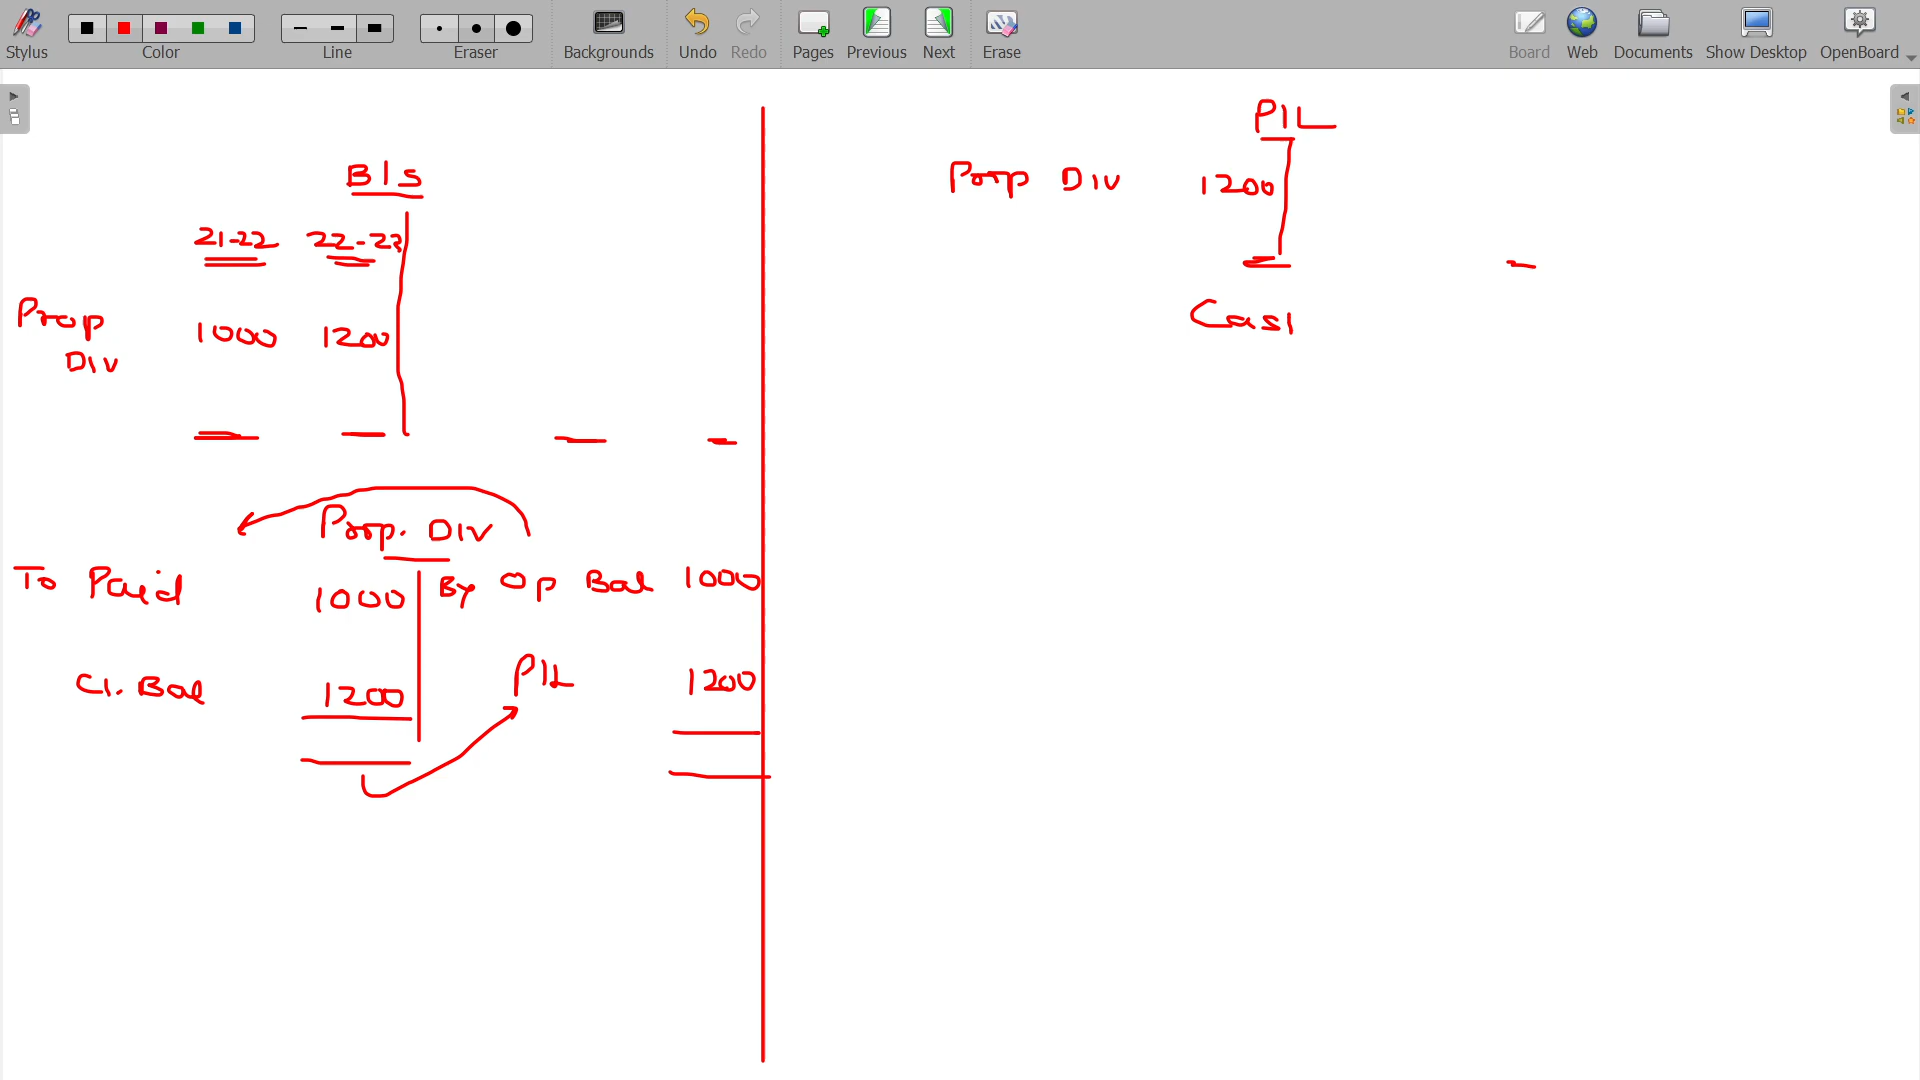 Stylus Color Line Eraser Backgrounds Undo Redo Pages Previous Next Erase Board Web Documents Show Desktop OpenBoard
B|s
21-22 22-23
Prop 1000 1200
Div
Prop. Div
To Paid 1000 By Op Bal 1000
Cl. Bal 1200 P|L 1200
P|L
Prop Div 1200
Cas